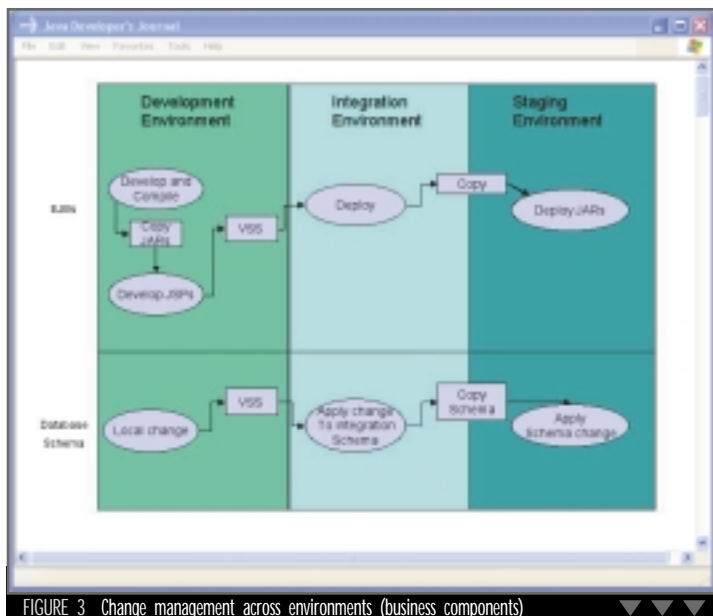 Java Developer's Journal
File Edit View Favorites Tools Help
Development
Environment
Integration
Environment
Staging
Environment
EJBs
Develop and
Compile
Copy
JARs
Develop JSPs
VSS
Deploy
Copy
Deploy JARs
Database
Schema
Local change
VSS
Apply change
To integration
Schema
Copy
Schema
Apply
Schema change
FIGURE 3 Change management across environments (business components)